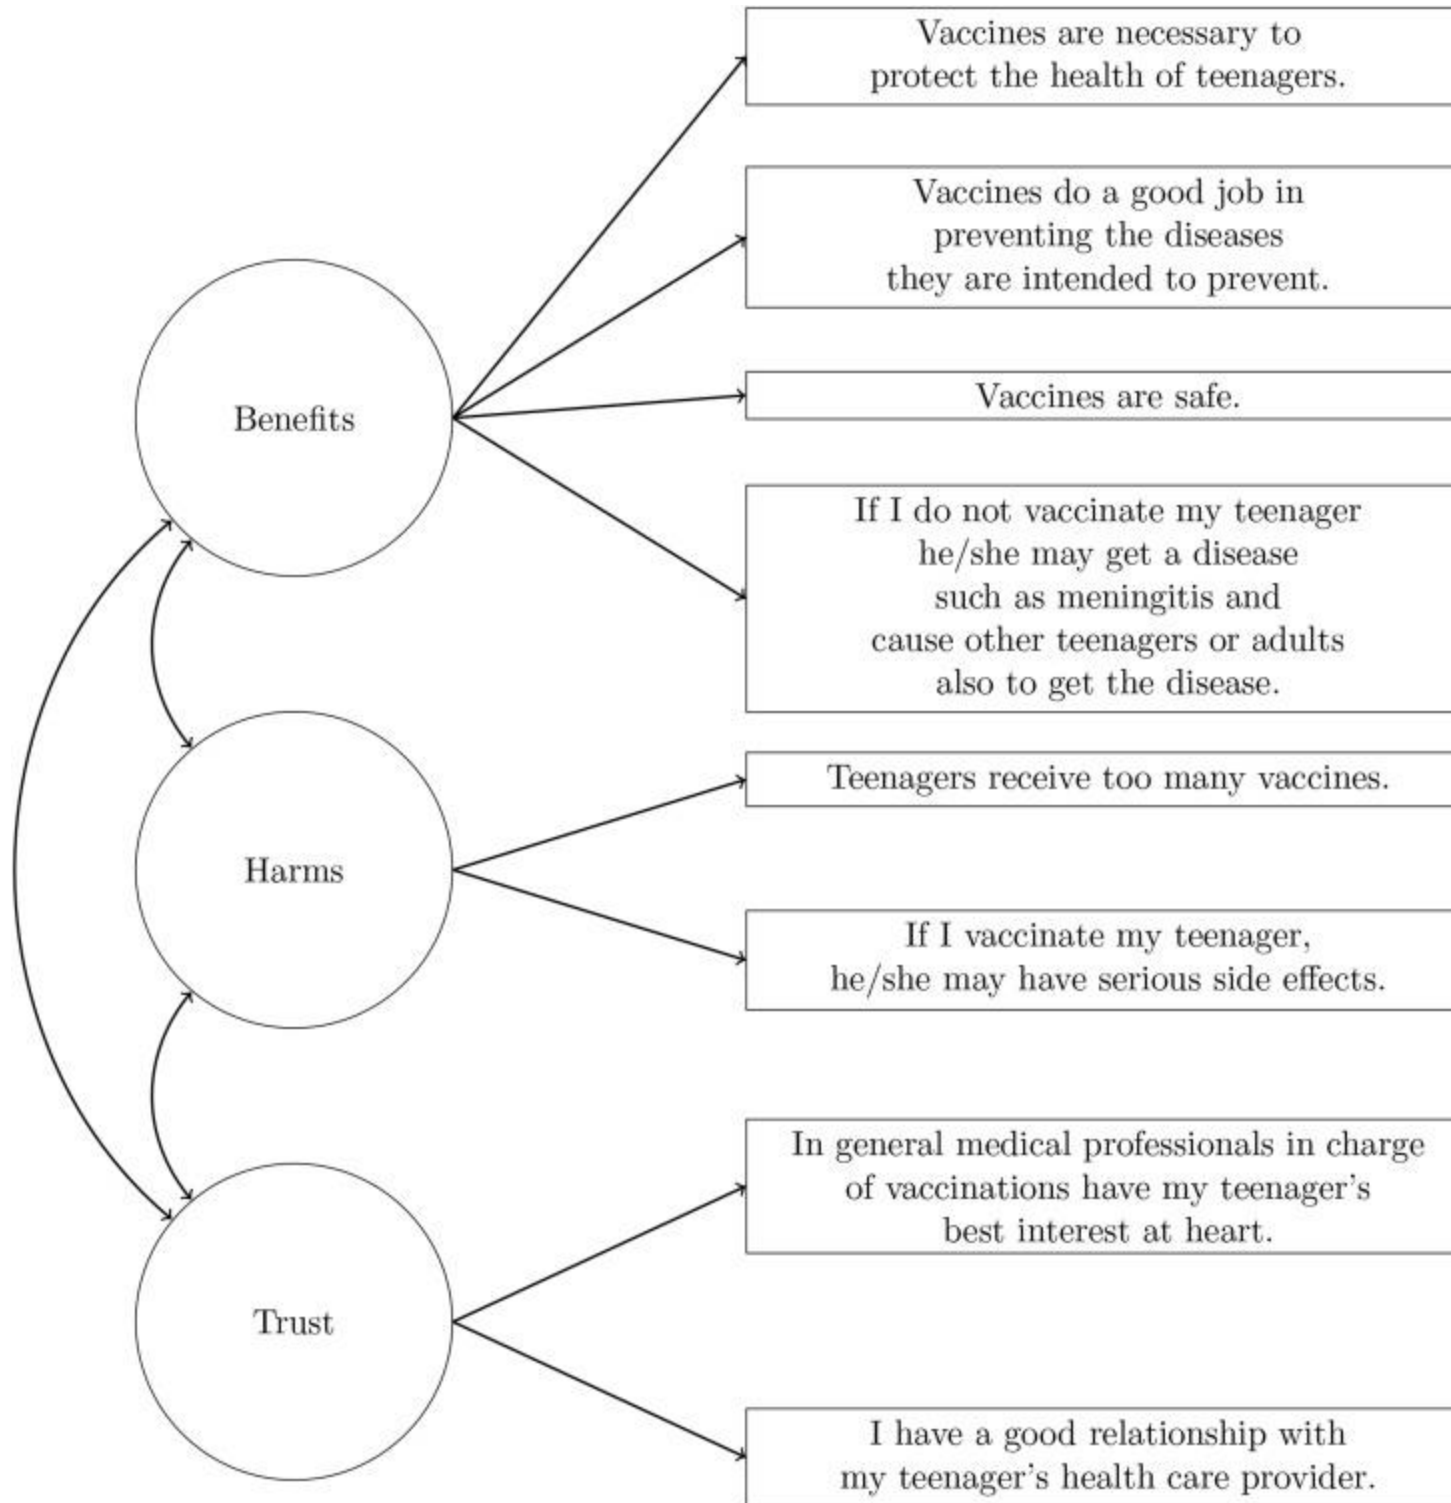 Vaccines are necessary to
protect the health of teenagers.
Vaccines do a good job in
preventing the diseases
they are intended to prevent.
Vaccines are safe.
If I do not vaccinate my teenager
he/she may get a disease
such as meningitis and
cause other teenagers or adults
also to get the disease.
Benefits
Teenagers receive too many vaccines.
If I vaccinate my teenager,
he/she may have serious side effects.
Harms
In general medical professionals in charge
of vaccinations have my teenager's
best interest at heart.
I have a good relationship with
my teenager's health care provider.
Trust